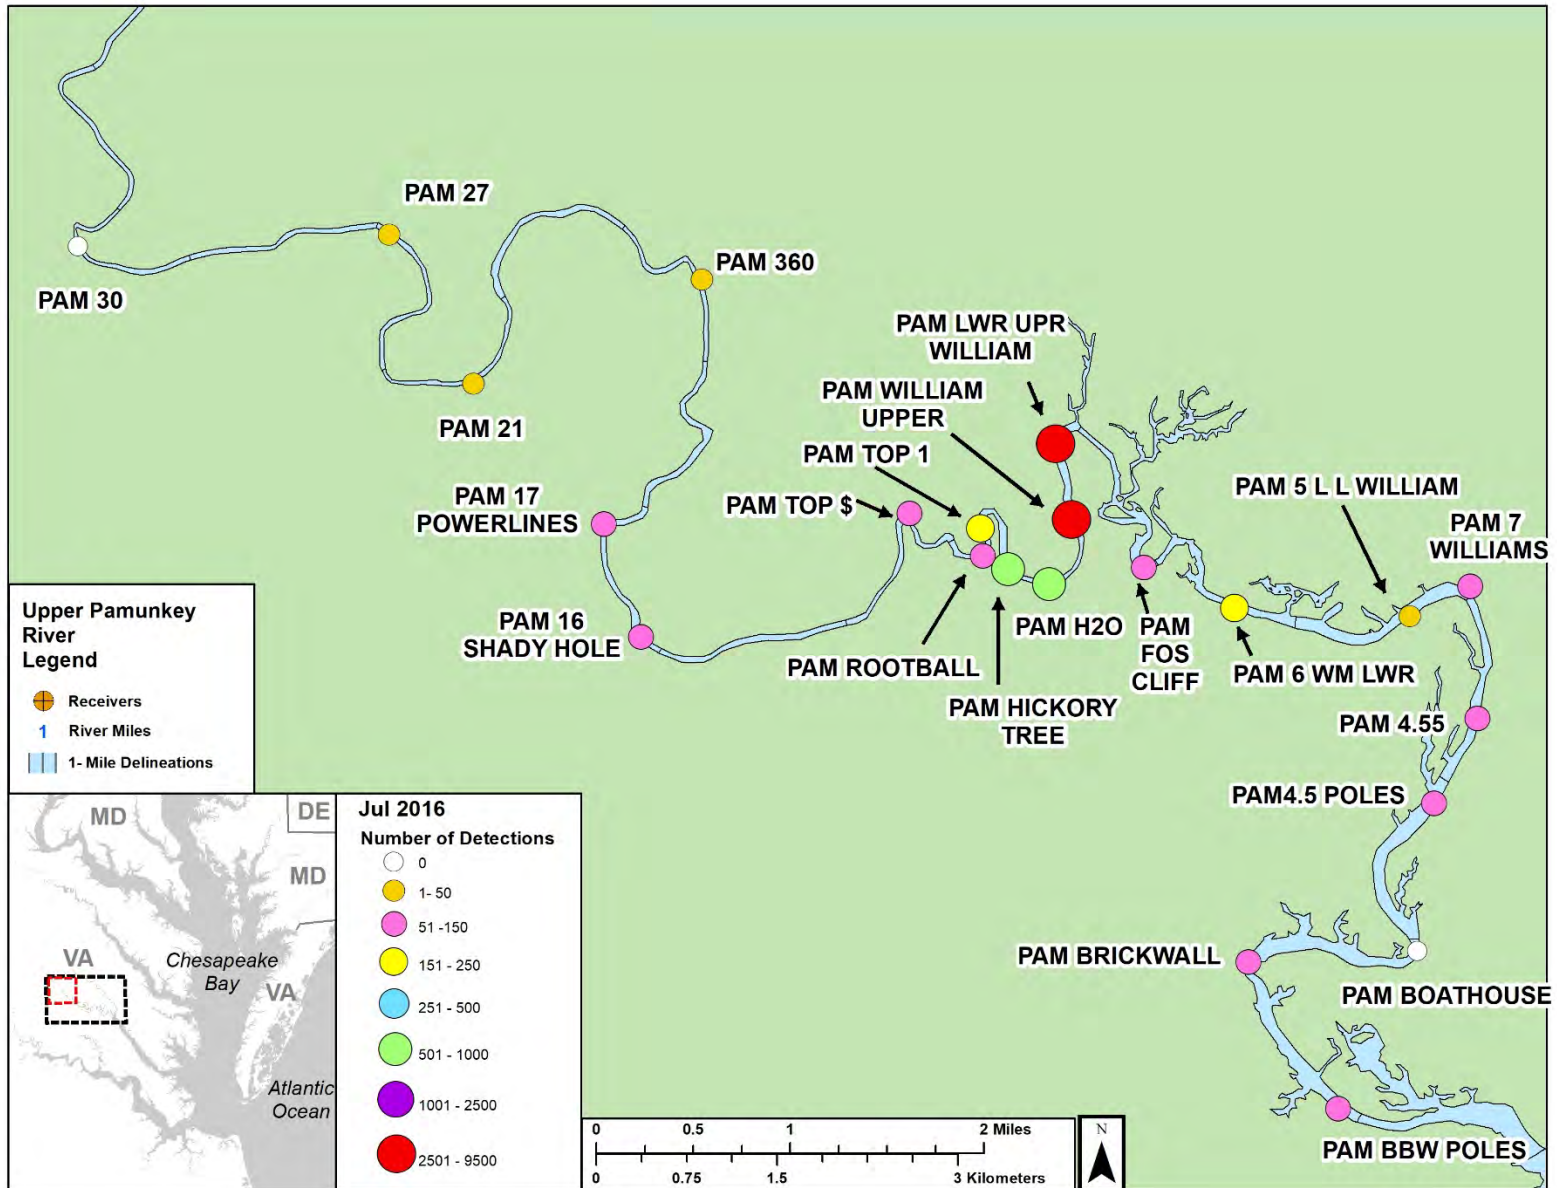 PAM 27
PAM 360
PAM 30
PAM LWR UPR
WILLIAM
PAM WILLIAM
UPPER
PAM 21
PAM TOP 1
PAM 5 L L WILLIAM
PAM 17
POWERLINES
PAM TOP $
PAM 7
WILLIAMS
PAM 16
SHADY HOLE
PAM H2O
PAM
FOS
CLIFF
PAM ROOTBALL
PAM 6 WM LWR
PAM HICKORY
TREE
PAM 4.55
PAM4.5 POLES
PAM BRICKWALL
PAM BOATHOUSE
PAM BBW POLES
Upper Pamunkey
River
Legend
Receivers
1 River Miles
1- Mile Delineations
MD
DE
MD
VA
Chesapeake
Bay
VA
Atlantic
Ocean
Jul 2016
Number of Detections
0
1- 50
51 -150
151 - 250
251 - 500
501 - 1000
1001 - 2500
2501 - 9500
0 0.5 1 2 Miles
0 0.75 1.5 3 Kilometers
N